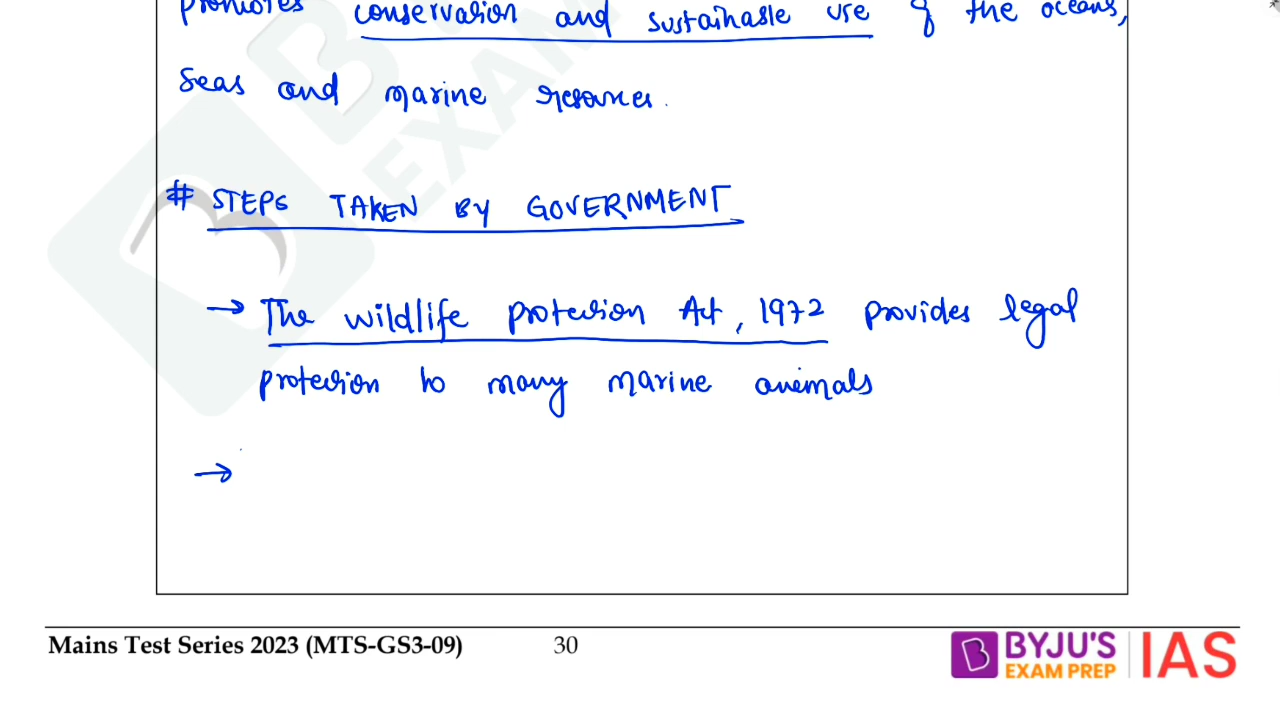 promotes conservation and sustainable use of the oceans,
seas and marine resources.
# STEPS TAKEN BY GOVERNMENT
→ The wildlife protection Act, 1972 provides legal
protection to many marine animals
→
Mains Test Series 2023 (MTS-GS3-09) 30
B BYJU'S EXAM PREP | IAS
B
EXAM